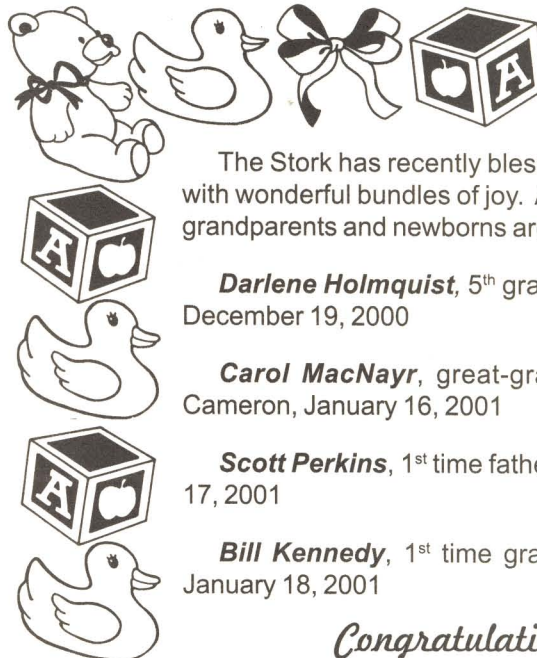 A
The Stork has recently bles
with wonderful bundles of joy.
grandparents and newborns ar
A
Darlene Holmquist, 5th gra
December 19, 2000
Carol MacNayr, great-gra
Cameron, January 16, 2001
A
Scott Perkins, 1st time fathe
17, 2001
Bill Kennedy, 1st time gra
January 18, 2001
Congratulati